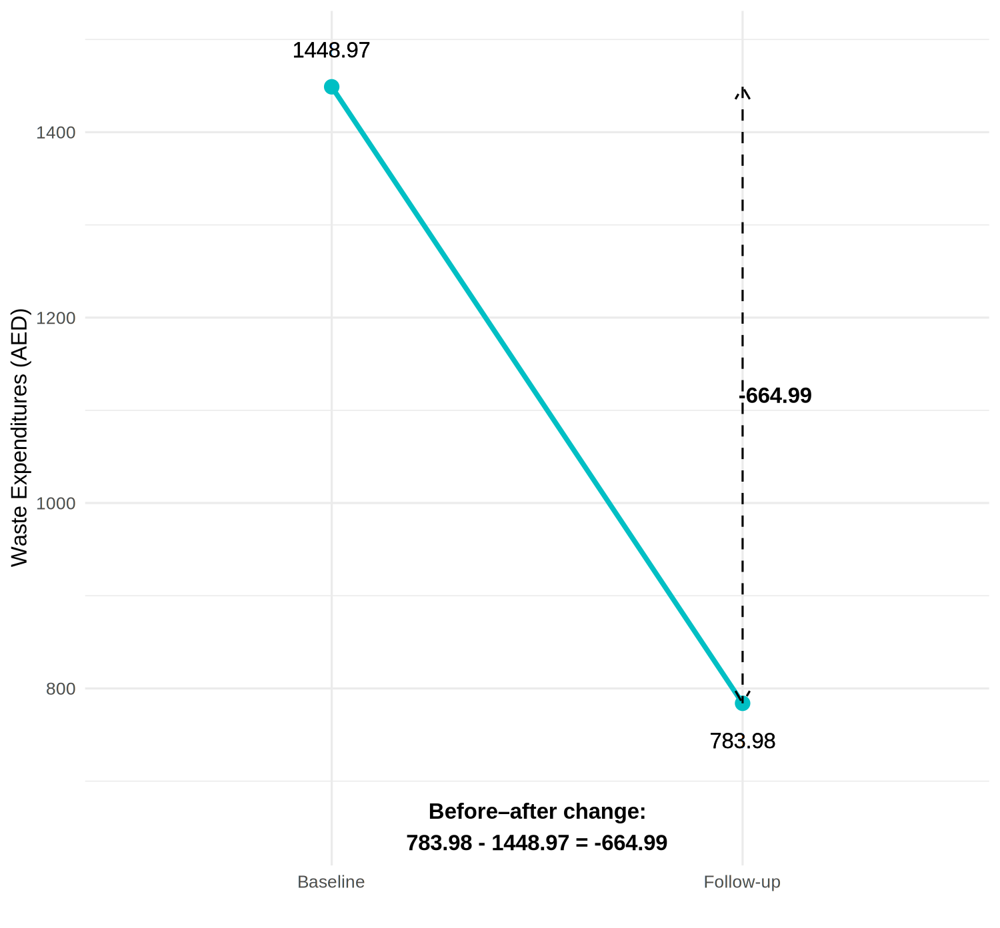 1448.97
1400
1200
1000
800
Waste Expenditures (AED)
-664.99
783.98
Before–after change:
783.98 - 1448.97 = -664.99
Baseline
Follow-up